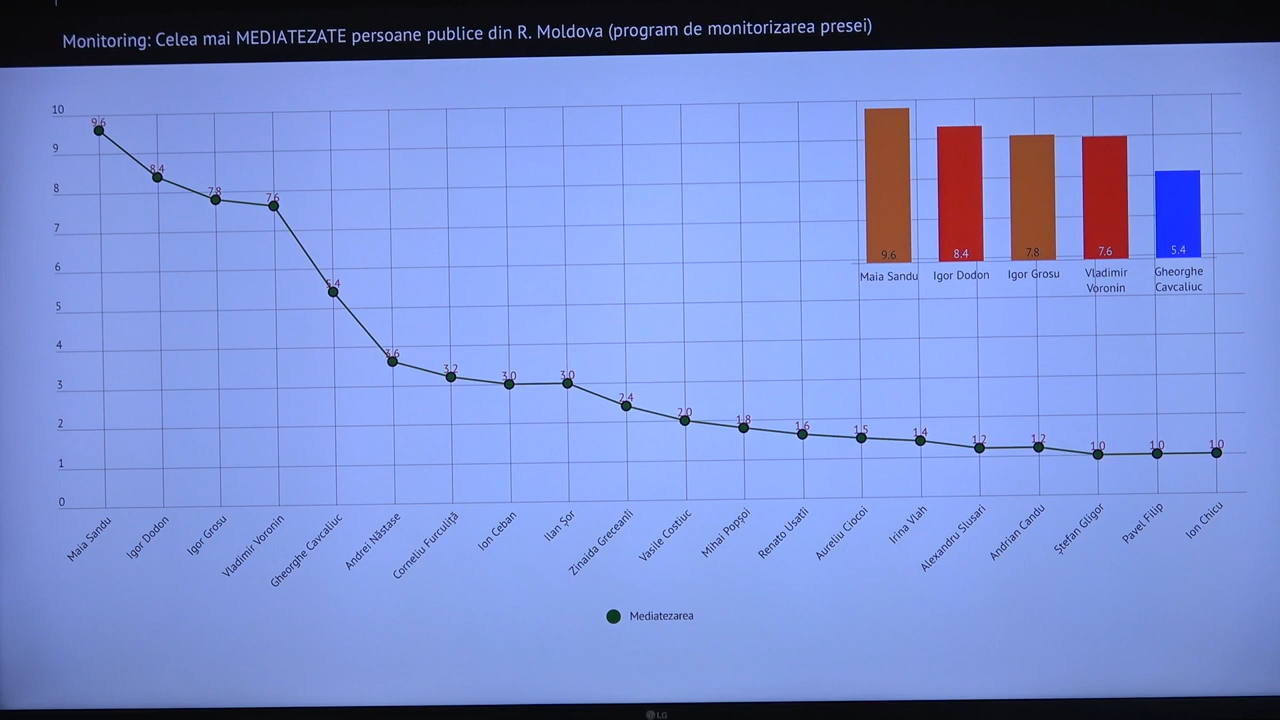 Monitoring: Celea mai MEDIATEZATE persoane publice din R. Moldova (program de monitorizarea presei)
10
9
8
7
6
5
4
3
2
1
0
9.6
8.4
7.8
7.6
5.4
3.6
3.2
3.0
3.0
2.4
2.0
1.8
1.6
1.5
1.4
1.2
1.2
1.0
1.0
1.0
Maia Sandu
Igor Dodon
Igor Grosu
Vladimir Voronin
Gheorghe Cavcaliuc
Andrei Năstase
Corneliu Furculiță
Ion Ceban
Ilan Șor
Zinaida Greceanîi
Vasile Costiuc
Mihai Popșoi
Renato Usatîi
Aureliu Ciocoi
Irina Vlah
Alexandru Slusari
Andrian Candu
Ștefan Gligor
Pavel Filip
Ion Chicu
9.6
8.4
7.8
7.6
5.4
Maia Sandu
Igor Dodon
Igor Grosu
Vladimir
Voronin
Gheorghe
Cavcaliuc
Mediatezarea
LG